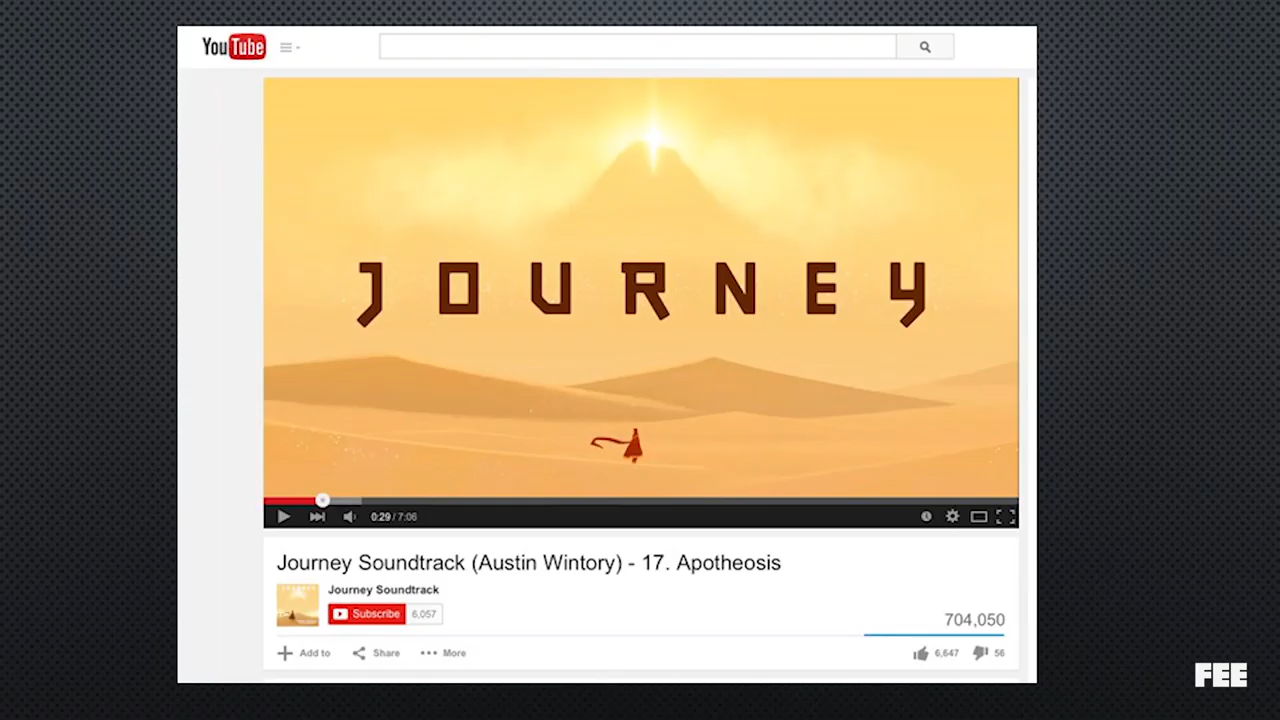 YouTube
JOURNEY
0:29 / 7:06
Journey Soundtrack (Austin Wintory) - 17. Apotheosis
Journey Soundtrack
Subscribe 6,057
704,050
Add to Share More 6,647 56
FEE